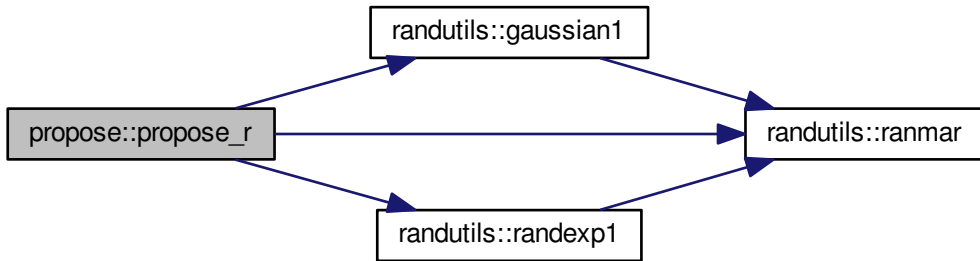 randutils::gaussian1
propose::propose_r
randutils::ranmar
randutils::randexp1